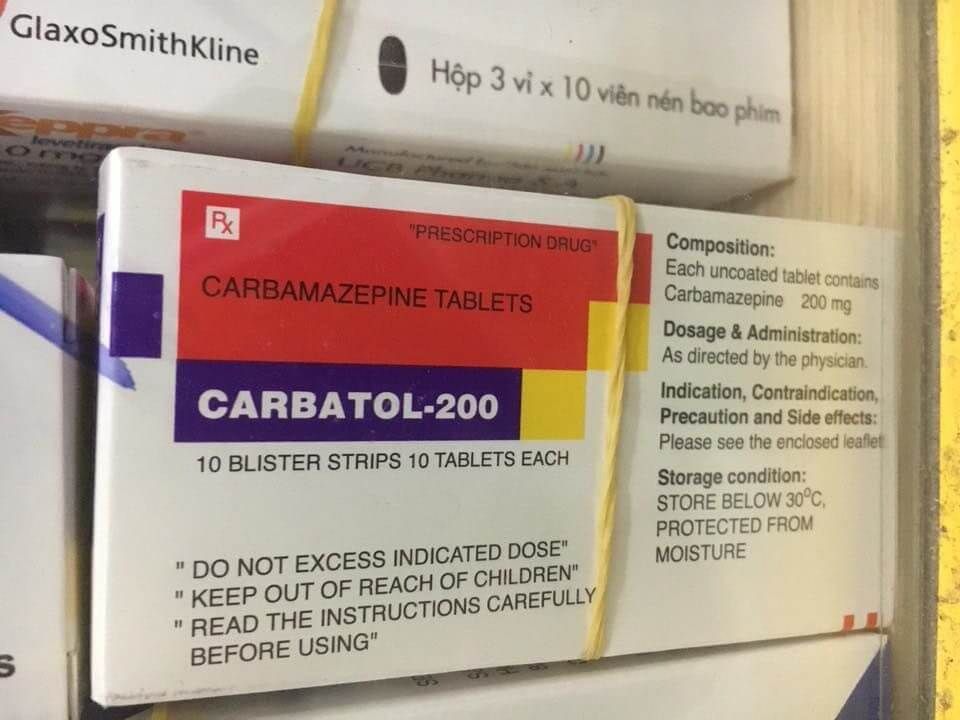 GlaxoSmithKline
Hộp 3 vỉ x 10 viên nén bao phim
Keppra
Rx
"PRESCRIPTION DRUG"
CARBAMAZEPINE TABLETS
CARBATOL-200
10 BLISTER STRIPS 10 TABLETS EACH
" DO NOT EXCESS INDICATED DOSE"
" KEEP OUT OF REACH OF CHILDREN"
" READ THE INSTRUCTIONS CAREFULLY
BEFORE USING"
Composition:
Each uncoated tablet contains
Carbamazepine 200 mg
Dosage & Administration:
As directed by the physician.
Indication, Contraindication,
Precaution and Side effects:
Please see the enclosed leaflet
Storage condition:
STORE BELOW 30°C,
PROTECTED FROM
MOISTURE